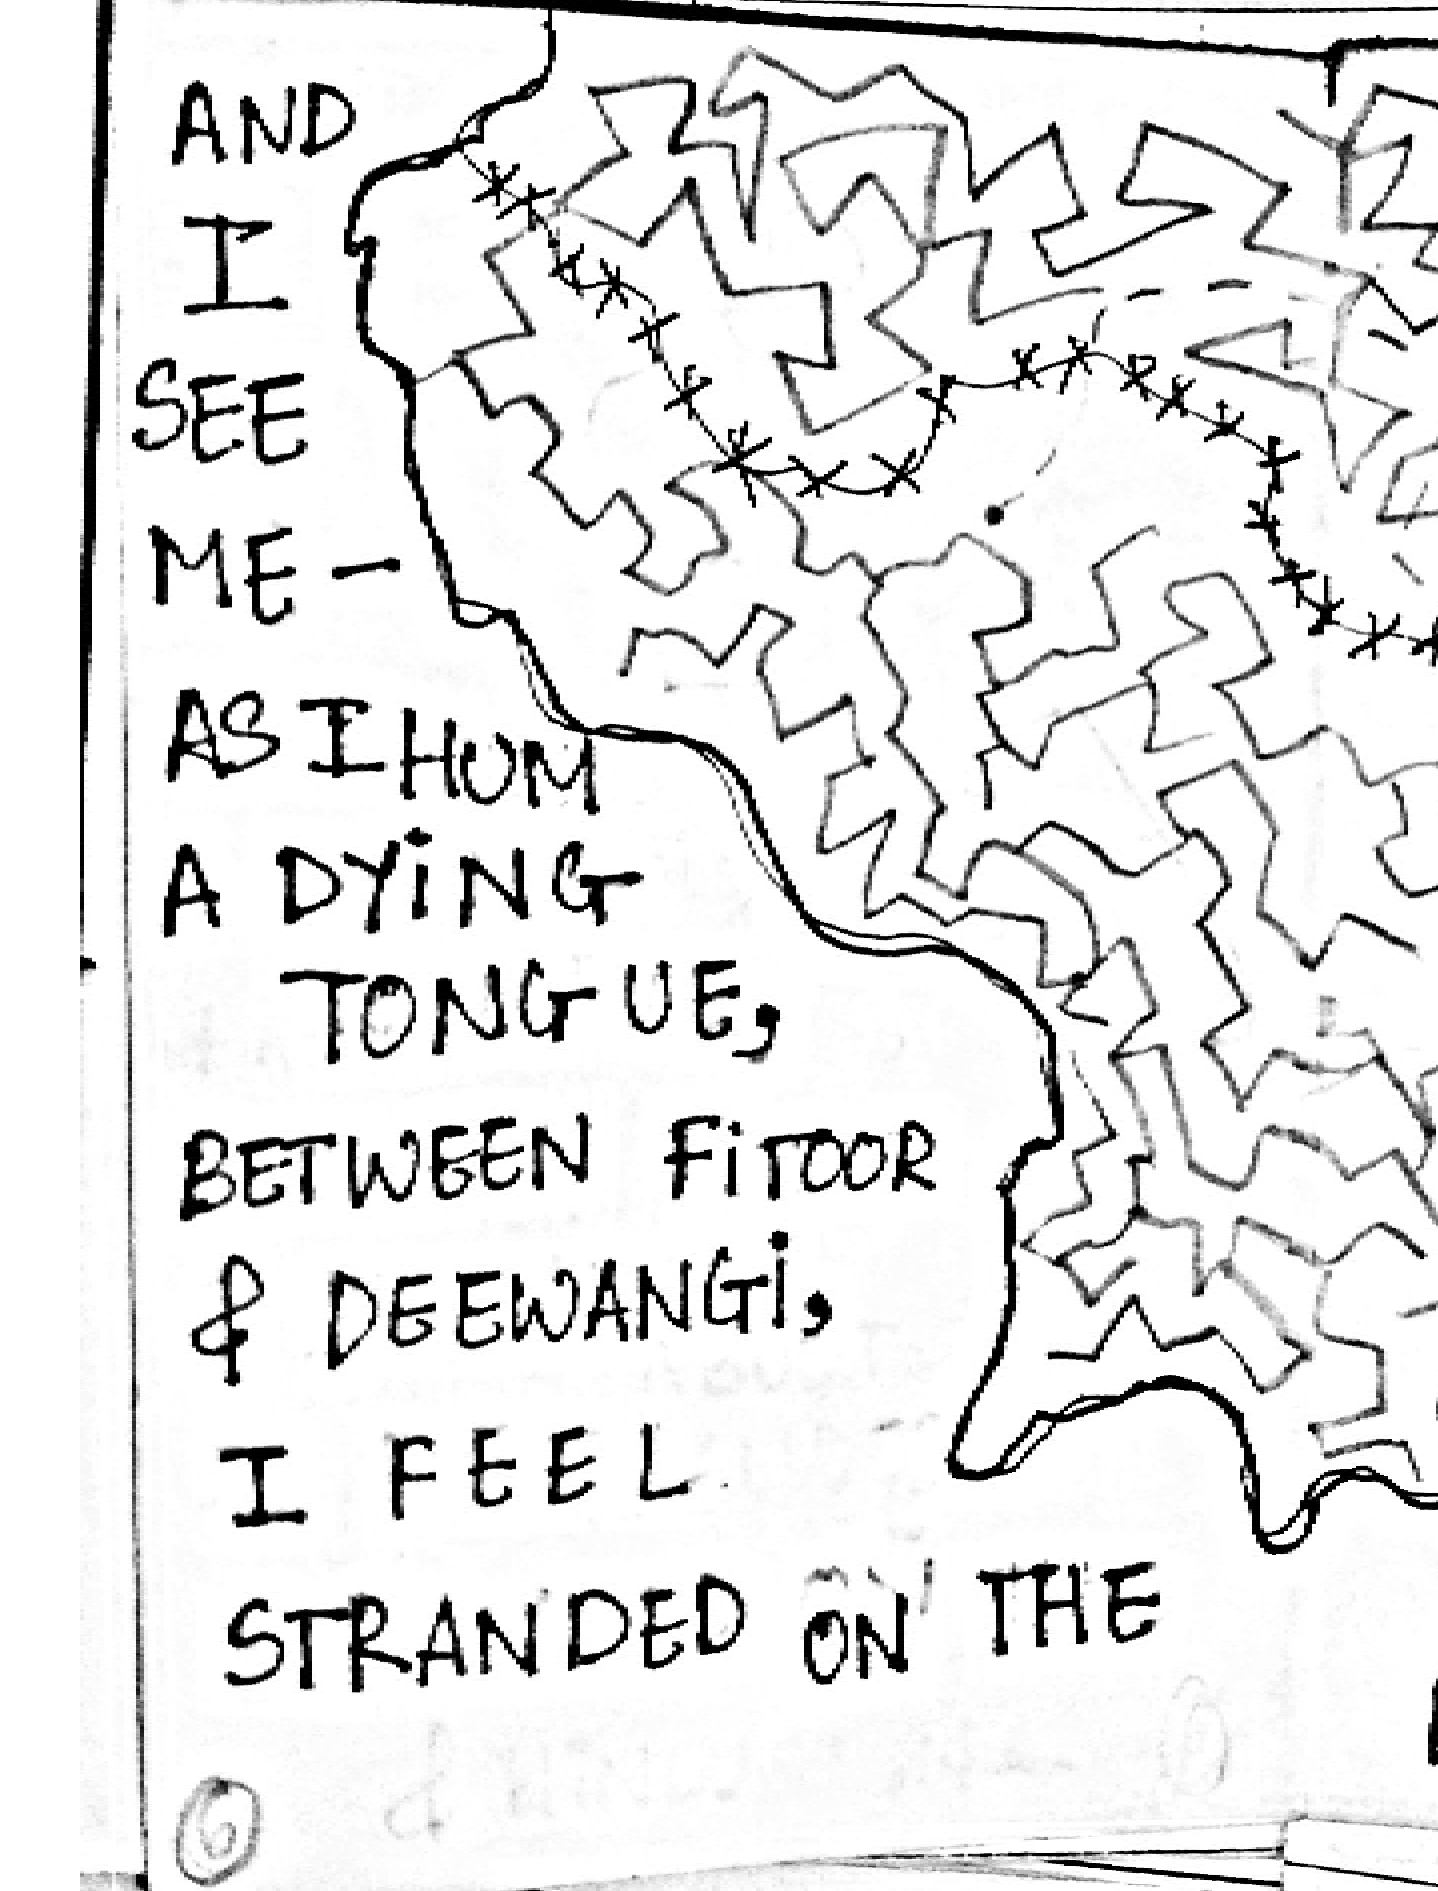 AND
I
SEE
ME –
AS I HUM
A DYiNG
TONGUE,
BETWEEN FiTOOR
& DEEWANGi,
I FEEL
STRANDED ON THE
6